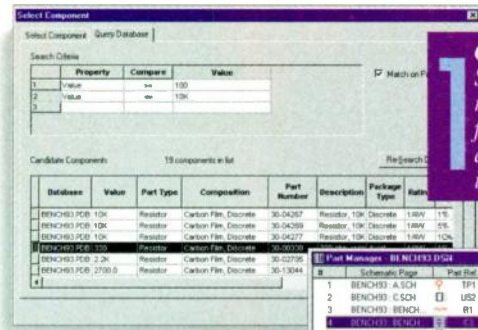 Select Component
Select Component Query Database
Search Criteria
Property Compare Value
1 Value >= 100
2 Value <= 10K
3
Match on
Candidate Components 19 components in list
Database Value Part Type Composition Part Number Description Package Type
BENCH93.PDB 10K Resistor Carbon Film, Discrete 30-04267 Resistor, 10K Discrete 1/4W 1%
BENCH93.PDB 10K Resistor Carbon Film, Discrete 30-04269 Resistor, 10K Discrete 1/4W 5%
BENCH93.PDB 10K Resistor Carbon Film, Discrete 30-04277 Resistor, 10K Discrete 1/4W 10%
BENCH93.PDB 330 Resistor Carbon Film, Discrete
BENCH93.PDB 2.2K Resistor Carbon Film, Discrete 30-02705
BENCH93.PDB 2700.0 Resistor Carbon Film, Discrete 30-13044
1
Part Manager - BENCH93.DSN
# Schematic Page Part Ref
1 BENCH93 : A.SCH TP1
2 BENCH93 : C.SCH US2
3 BENCH93 : BENCH... R1
4 BENCH93 : BENCH...